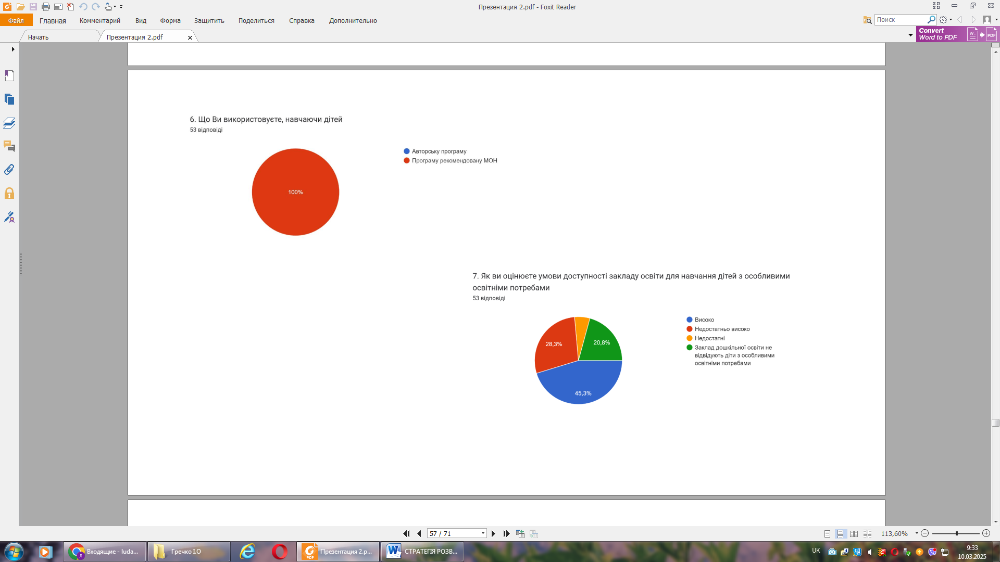 Презентация 2.pdf - Foxit Reader
Файл Главная Комментарий Вид Форма Защитить Поделиться Справка Дополнительно
Поиск
Начать
Презентация 2.pdf
Convert
Word to PDF
W
PDF
6. Що Ви використовуєте, навчаючи дітей
53 відповіді
Авторську програму
Програму рекомендовану МОН
100%
7. Як ви оцінюєте умови доступності закладу освіти для навчання дітей з особливими
освітніми потребами
53 відповіді
Високо
Недостатньо високо
Недостатні
Заклад дошкільної освіти не
відвідують діти з особливими
освітніми потребами
28,3%
20,8%
45,3%
57 / 71
113,60%
Входящие - luda...
Гречко І.О
PDF
Презентация 2.p...
СТРАТЕГІЯ РОЗВ...
UK
9:33
10.03.2025